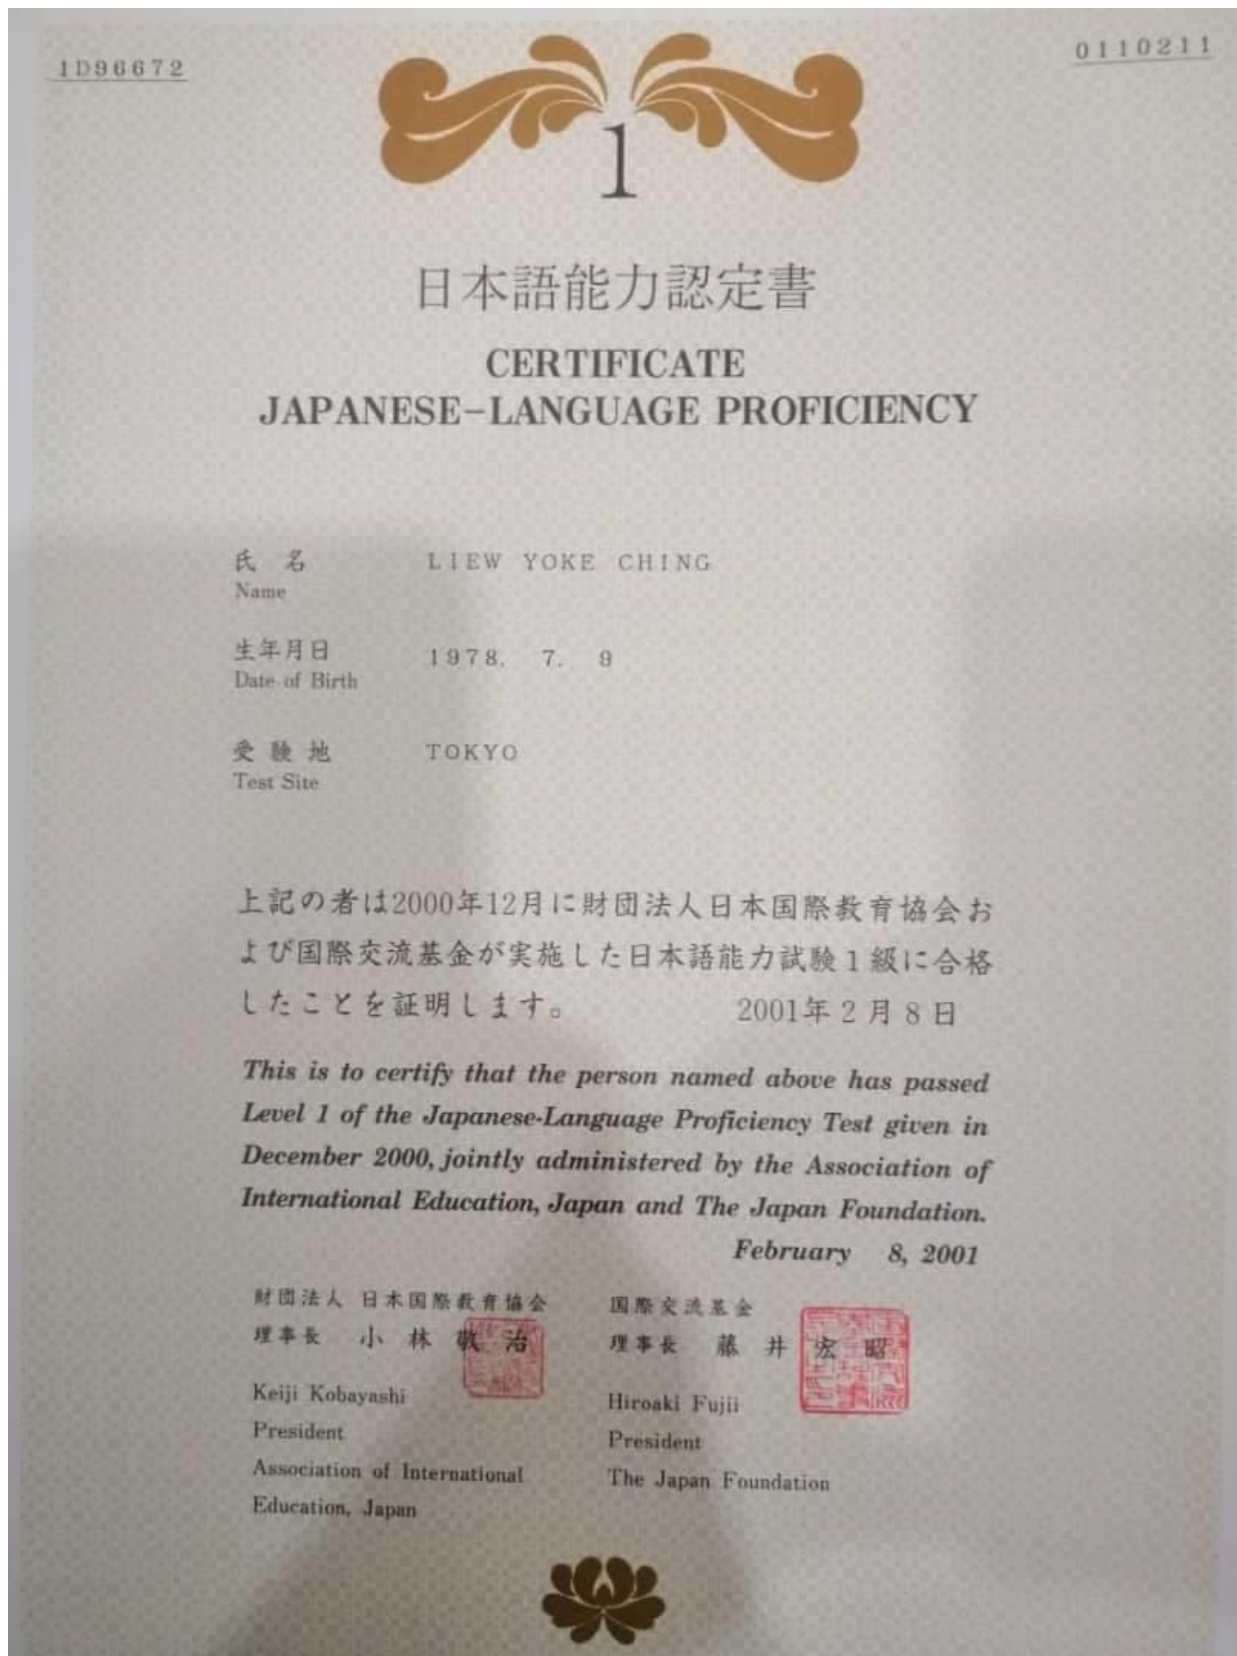 1D96672
0110211
1
日本語能力認定書
CERTIFICATE
JAPANESE-LANGUAGE PROFICIENCY
氏名 LIEW YOKE CHING
Name
生年月日 1978. 7. 9
Date of Birth
受験地 TOKYO
Test Site
上記の者は2000年12月に財団法人日本国際教育協会お
よび国際交流基金が実施した日本語能力試験1級に合格
したことを証明します。 2001年2月8日
This is to certify that the person named above has passed
Level 1 of the Japanese-Language Proficiency Test given in
December 2000, jointly administered by the Association of
International Education, Japan and The Japan Foundation.
February 8, 2001
財団法人 日本国際教育協会
理事長 小林敬治
Keiji Kobayashi
President
Association of International
Education, Japan
国際交流基金
理事長 藤井宏昭
Hiroaki Fujii
President
The Japan Foundation